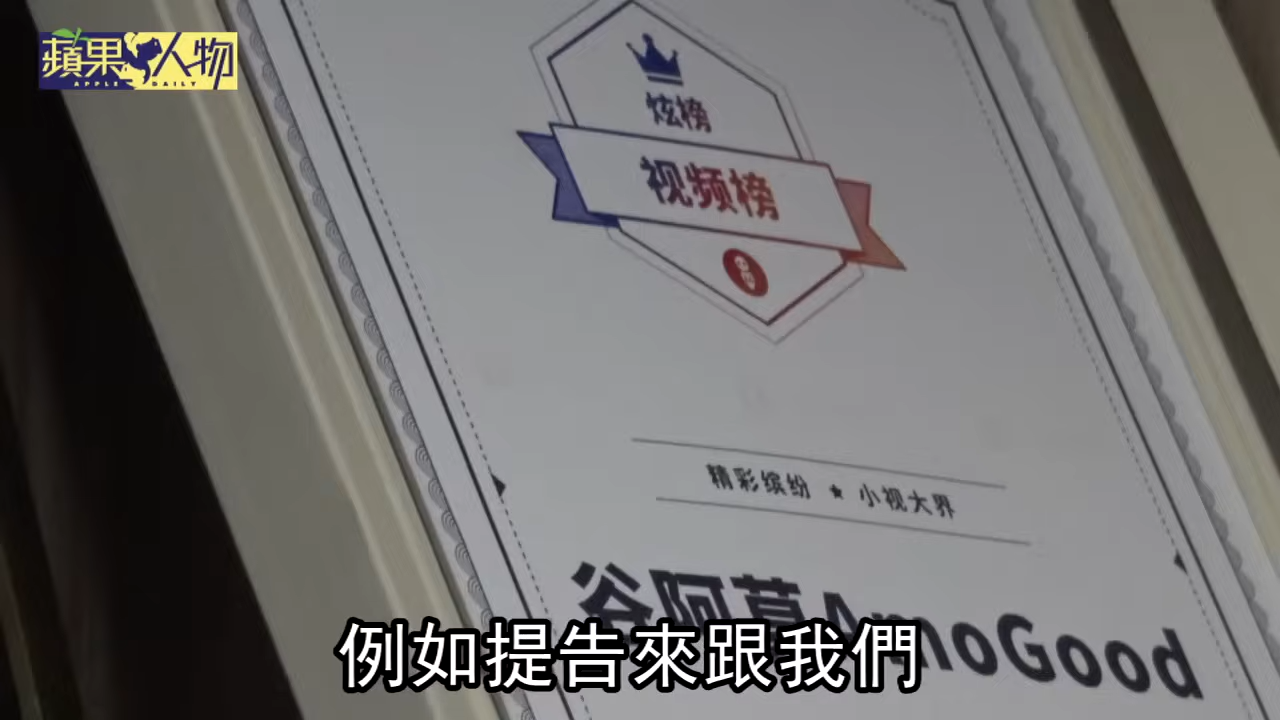 蘋果人物
APPLE DAILY
炫榜
视频榜
精彩缤纷 ★ 小视大界
谷阿莫AmoGood
例如提告來跟我們